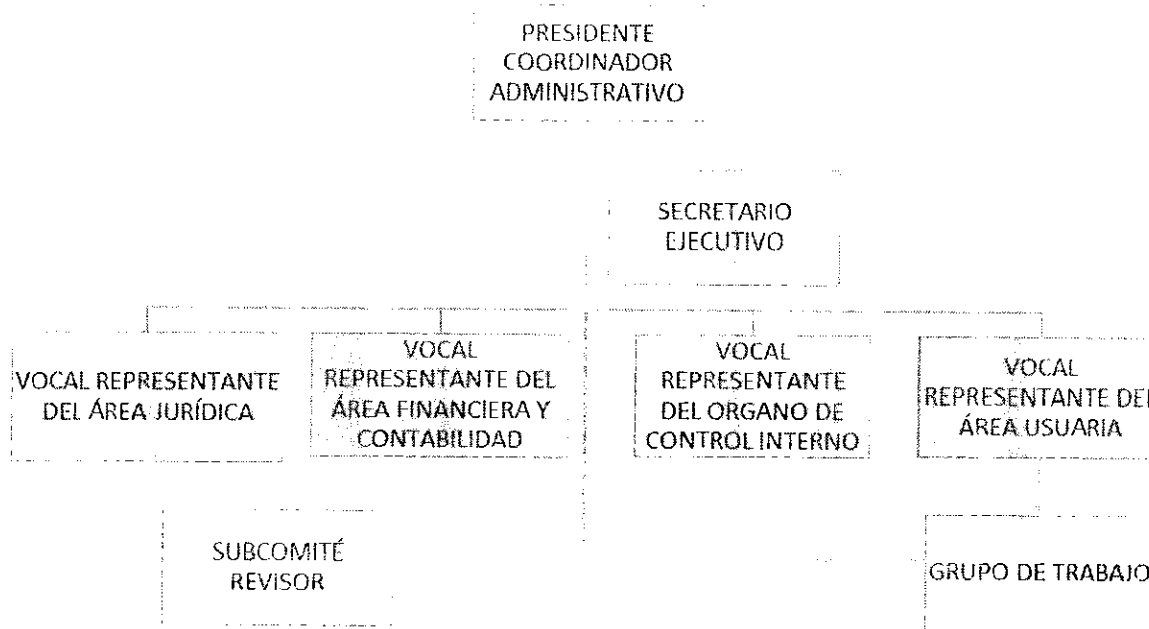 PRESIDENTE
COORDINADOR
ADMINISTRATIVO
SECRETARIO
EJECUTIVO
VOCAL REPRESENTANTE
DEL ÁREA JURÍDICA
VOCAL
REPRESENTANTE DEL
ÁREA FINANCIERA Y
CONTABILIDAD
VOCAL
REPRESENTANTE
DEL ORGANO DE
CONTROL INTERNO
VOCAL
REPRESENTANTE DEL
ÁREA USUARIA
SUBCOMITÉ
REVISOR
GRUPO DE TRABAJO